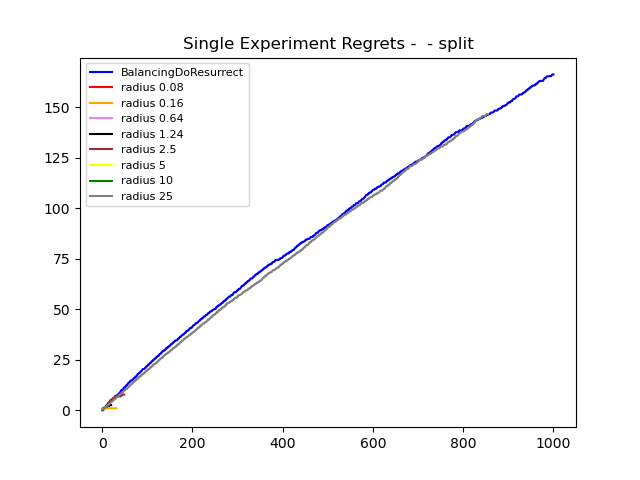 Single Experiment Regrets -  - split
BalancingDoResurrect
radius 0.08
radius 0.16
radius 0.64
radius 1.24
radius 2.5
radius 5
radius 10
radius 25
150
125
100
75
50
25
0
0 200 400 600 800 1000